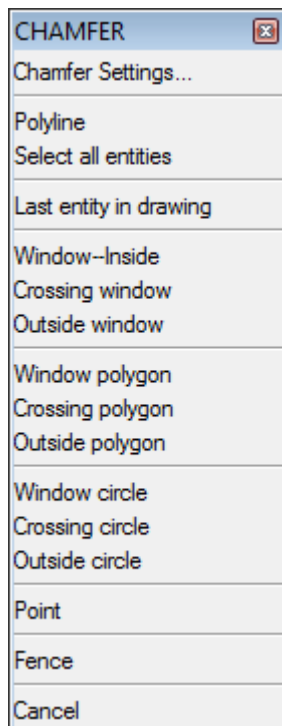 CHAMFER
Chamfer Settings...
Polyline
Select all entities
Last entity in drawing
Window--Inside
Crossing window
Outside window
Window polygon
Crossing polygon
Outside polygon
Window circle
Crossing circle
Outside circle
Point
Fence
Cancel